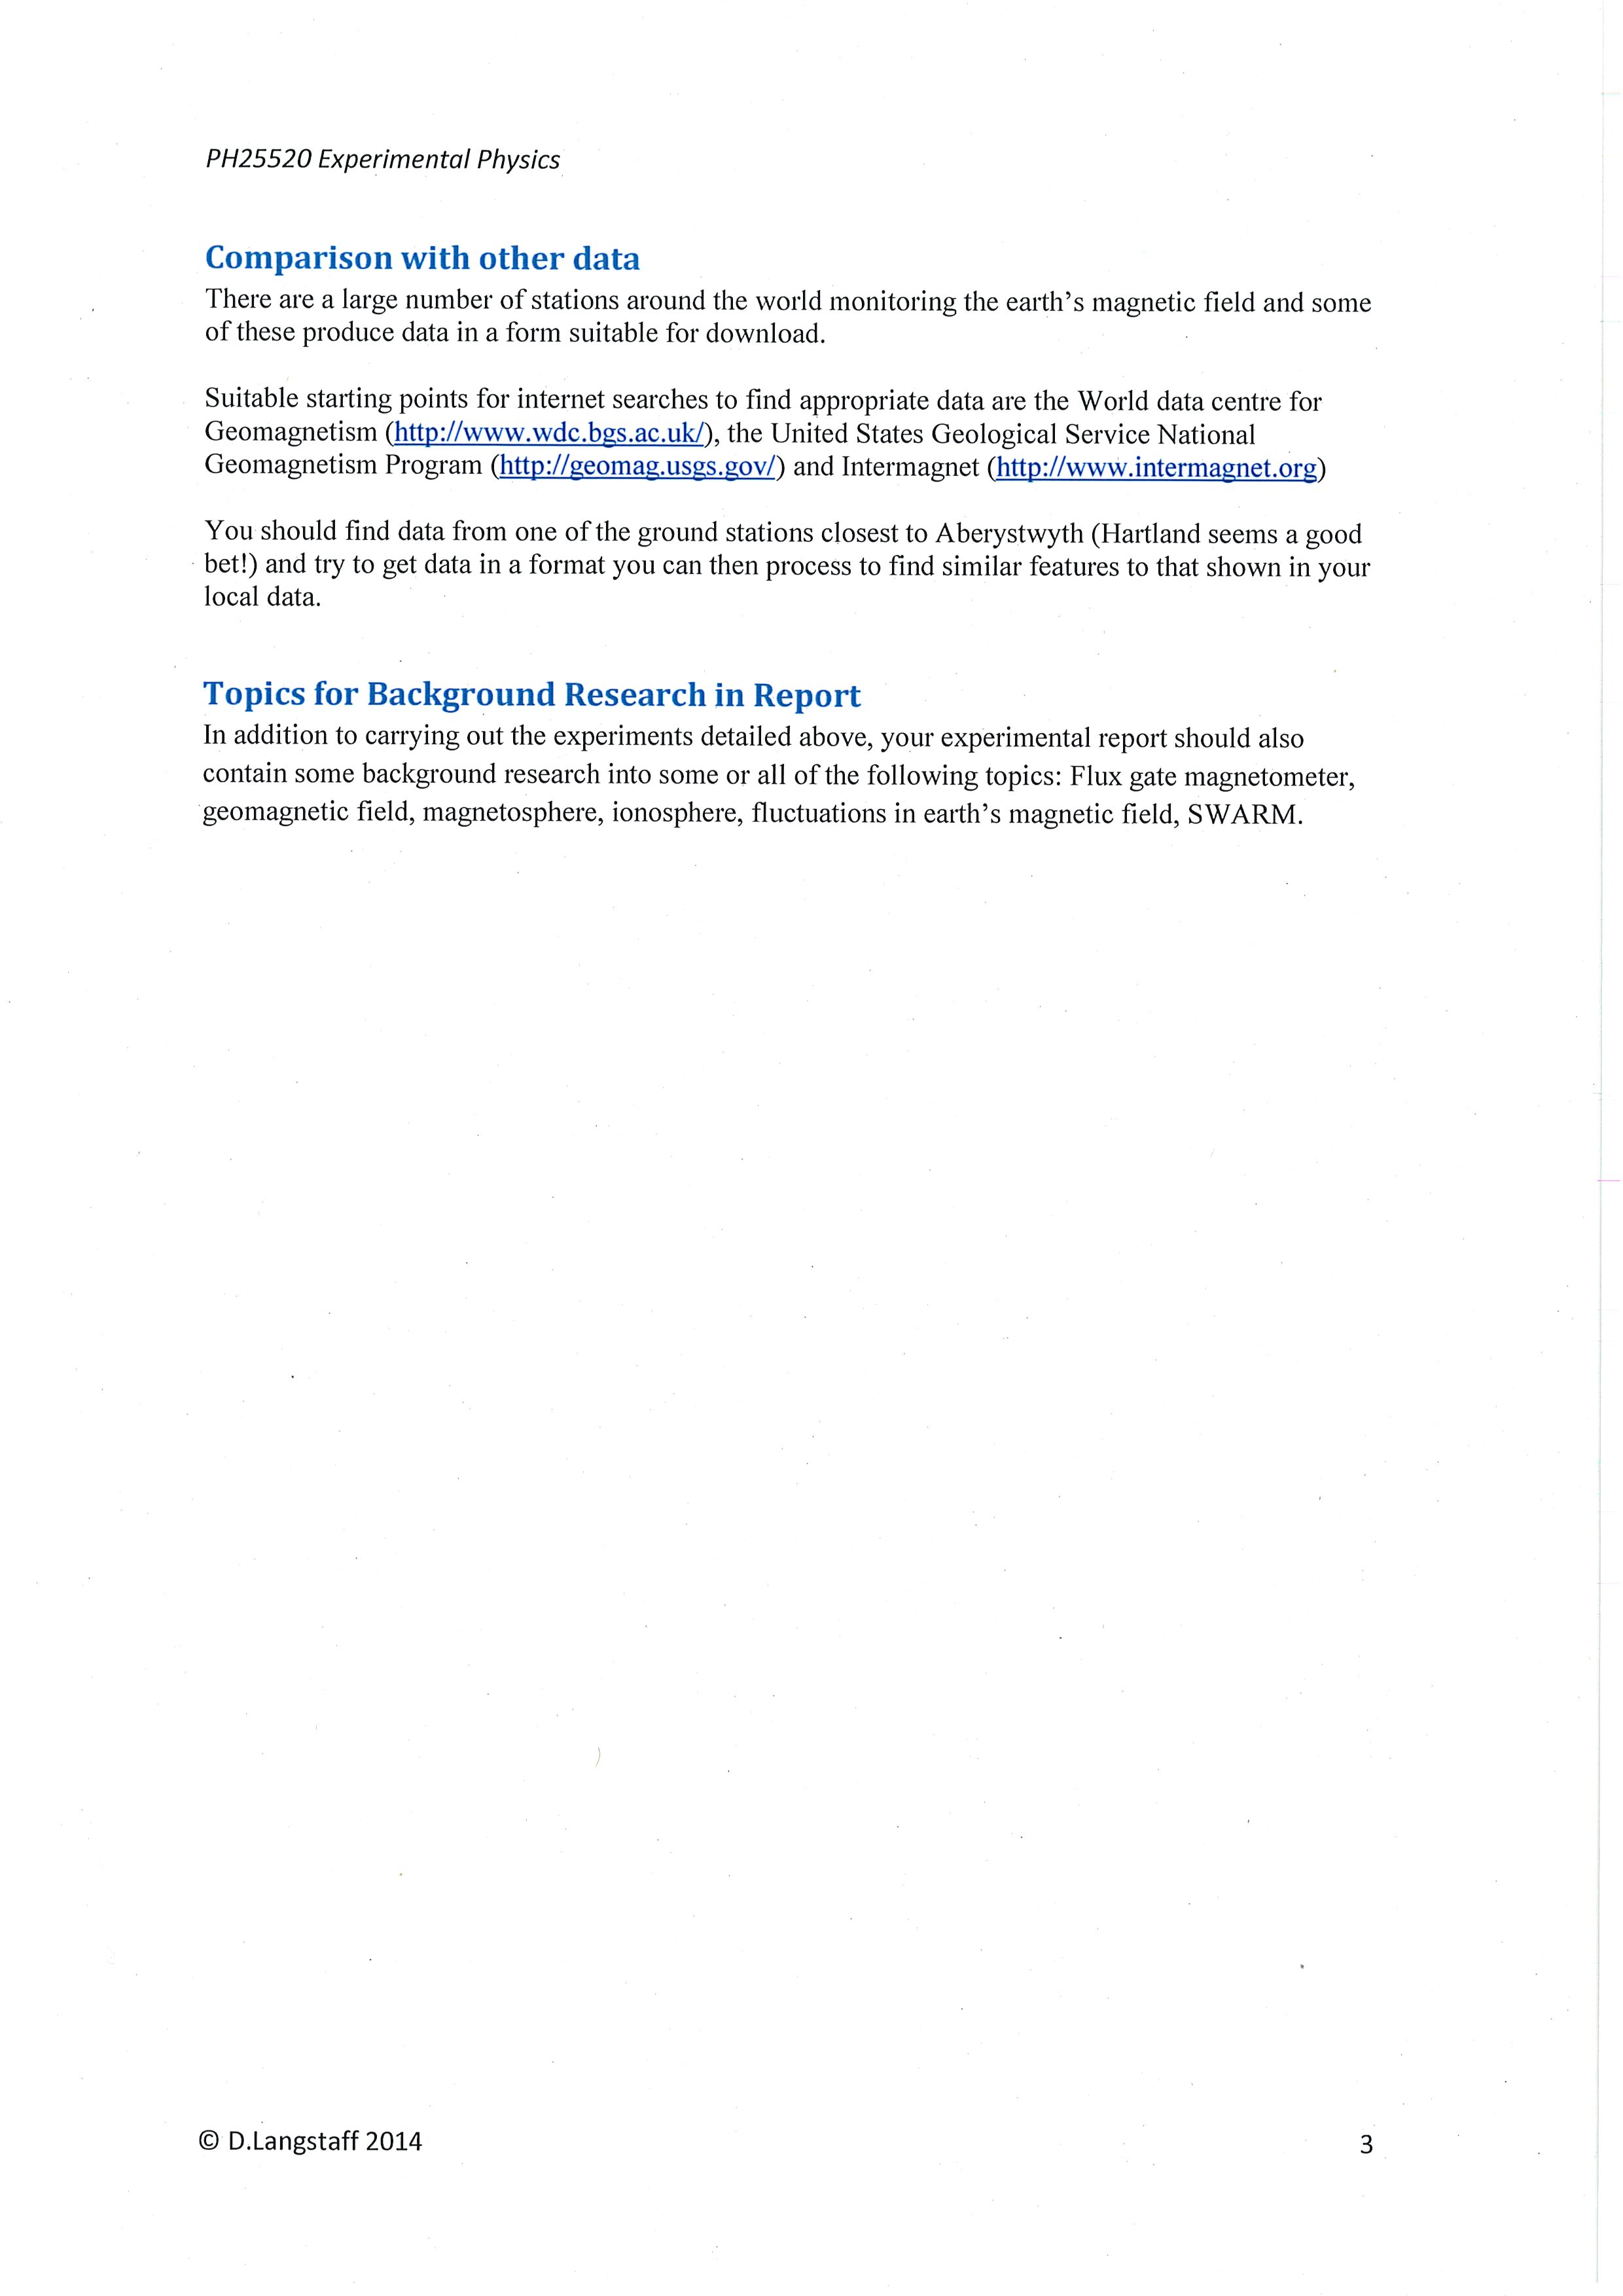 PH25520 Experimental Physics
Comparison with other data
There are a large number of stations around the world monitoring the earth's magnetic field and some
of these produce data in a form suitable for download.
Suitable starting points for internet searches to find appropriate data are the World data centre for
Geomagnetism (http://www.wdc.bgs.ac.uk/), the United States Geological Service National
Geomagnetism Program (http://geomag.usgs.gov/) and Intermagnet (http://www.intermagnet.org)
You should find data from one of the ground stations closest to Aberystwyth (Hartland seems a good
bet!) and try to get data in a format you can then process to find similar features to that shown in your
local data.
Topics for Background Research in Report
In addition to carrying out the experiments detailed above, your experimental report should also
contain some background research into some or all of the following topics: Flux gate magnetometer,
geomagnetic field, magnetosphere, ionosphere, fluctuations in earth's magnetic field, SWARM.
© D.Langstaff 2014
3